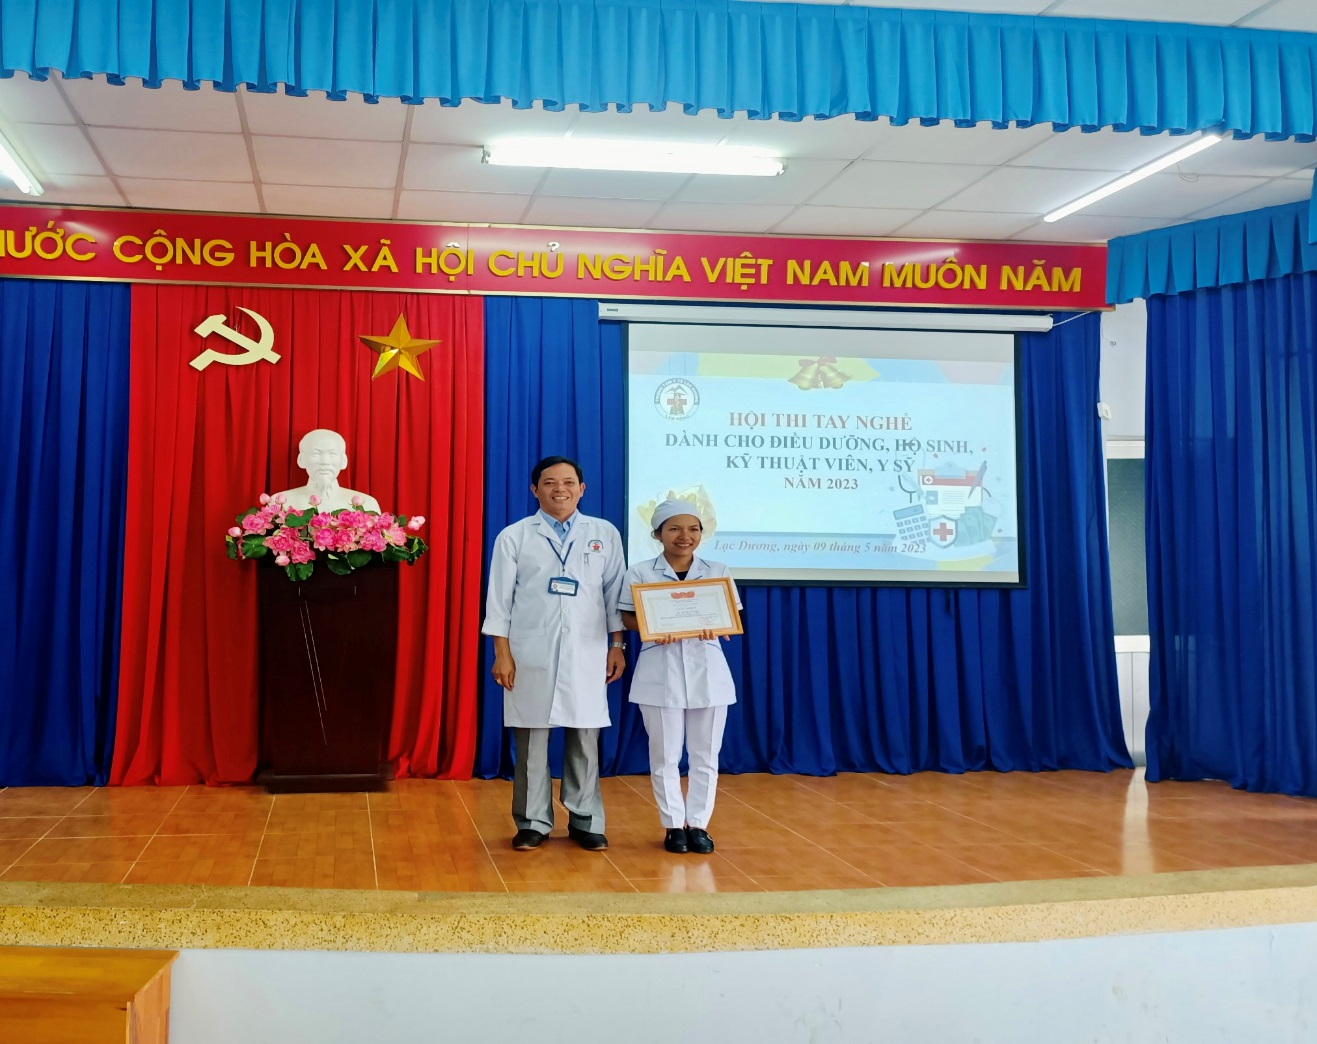 NƯỚC CỘNG HÒA XÃ HỘI CHỦ NGHĨA VIỆT NAM MUÔN NĂM
HỘI THI TAY NGHỀ
DÀNH CHO ĐIỀU DƯỠNG, HỘ SINH,
KỸ THUẬT VIÊN, Y SỸ
NĂM 2023
Lạc Dương, ngày 09 tháng 5 năm 2023